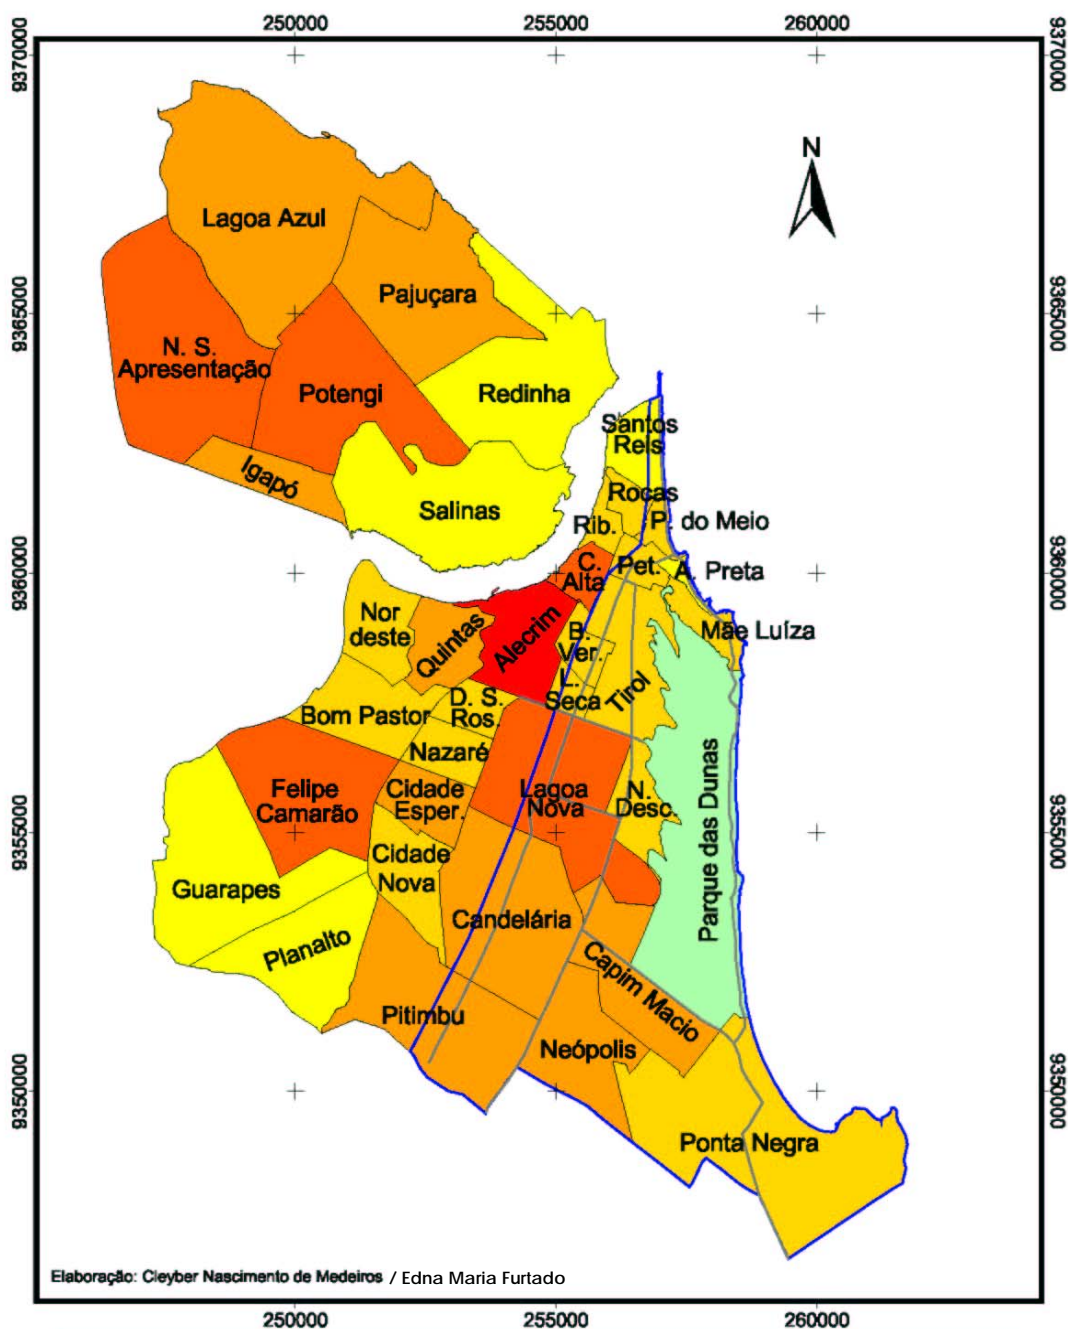 250000
255000
260000
9370000
9370000
N
Lagoa Azul
Pajuçara
9365000
9365000
N. S.
Apresentação
Potengi
Redinha
Santos
Reis
Igapó
Rocas
Salinas
Rib.
P. do Meio
9360000
9360000
C.
Alta
Pet.
A. Preta
Nor
deste
Quintas
Alecrim
B.
Ver.
Mãe Luíza
L.
Seca
Tirol
D. S.
Ros.
Bom Pastor
Nazaré
Parque das Dunas
Felipe
Camarão
Cidade
Esper.
Lagoa
Nova
N.
Desc.
9355000
9355000
Cidade
Nova
Guarapes
Candelária
Planalto
Capim Macio
Pitimbu
Neópolis
9350000
9350000
Ponta Negra
Elaboração: Cleyber Nascimento de Medeiros / Edna Maria Furtado
250000
255000
260000